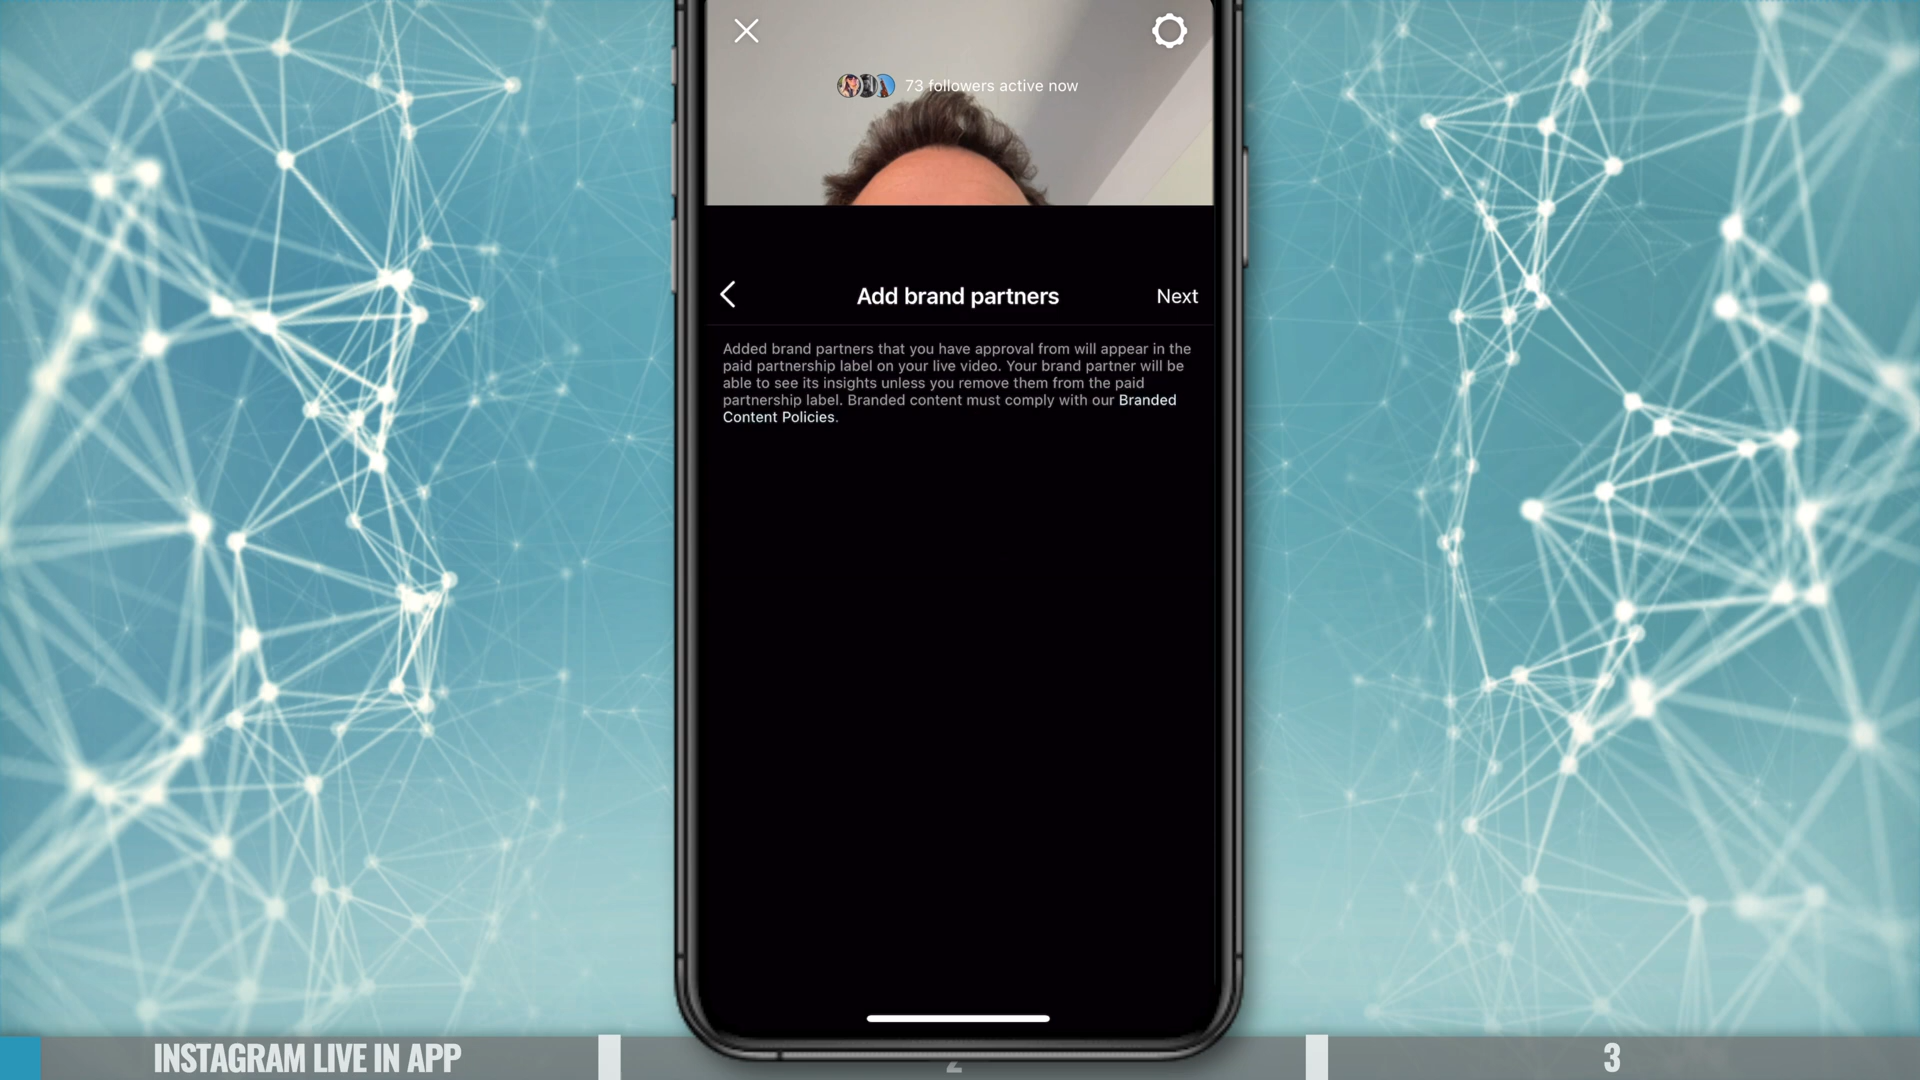 73 followers active now
Add brand partners
Next
Added brand partners that you have approval from will appear in the
paid partnership label on your live video. Your brand partner will be
able to see its insights unless you remove them from the paid
partnership label. Branded content must comply with our Branded
Content Policies.
INSTAGRAM LIVE IN APP
2
3